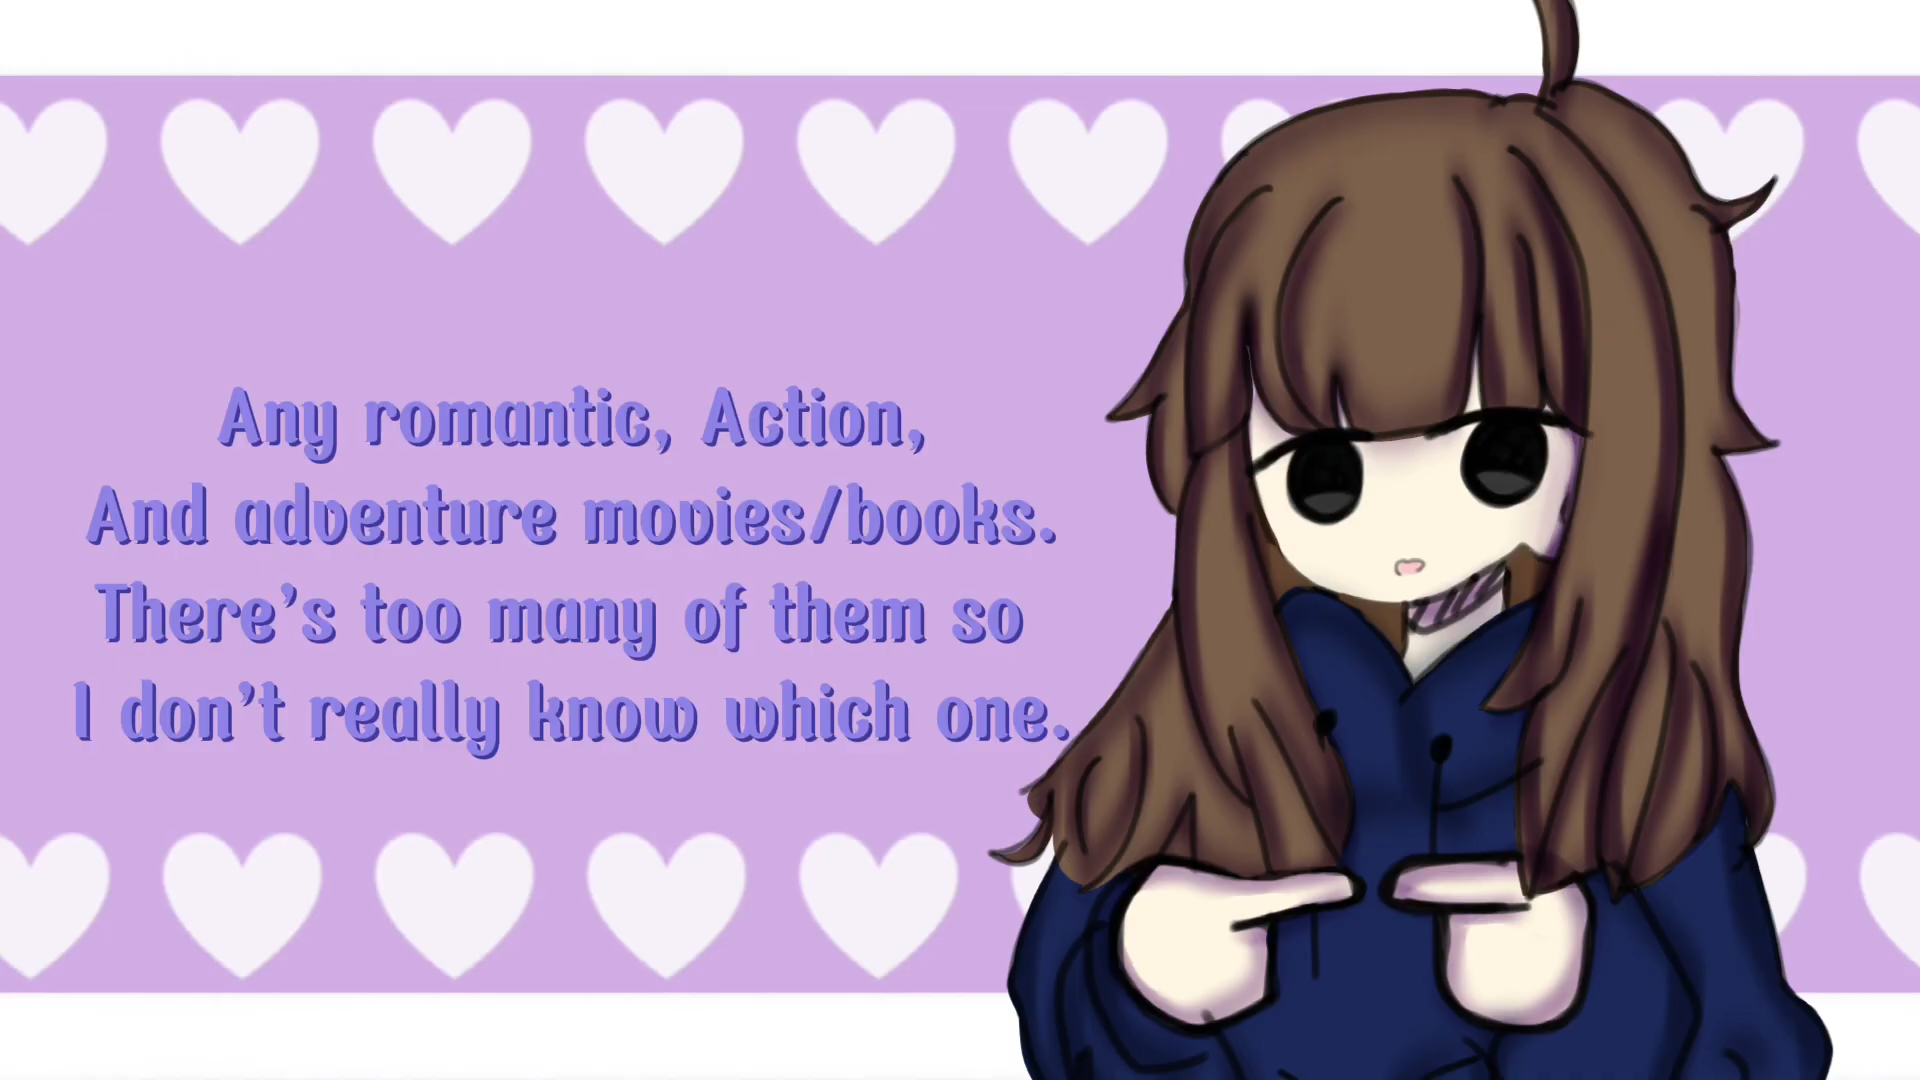 Any romantic, Action,
And adventure movies/books.
There's too many of them so
I don't really know which one.